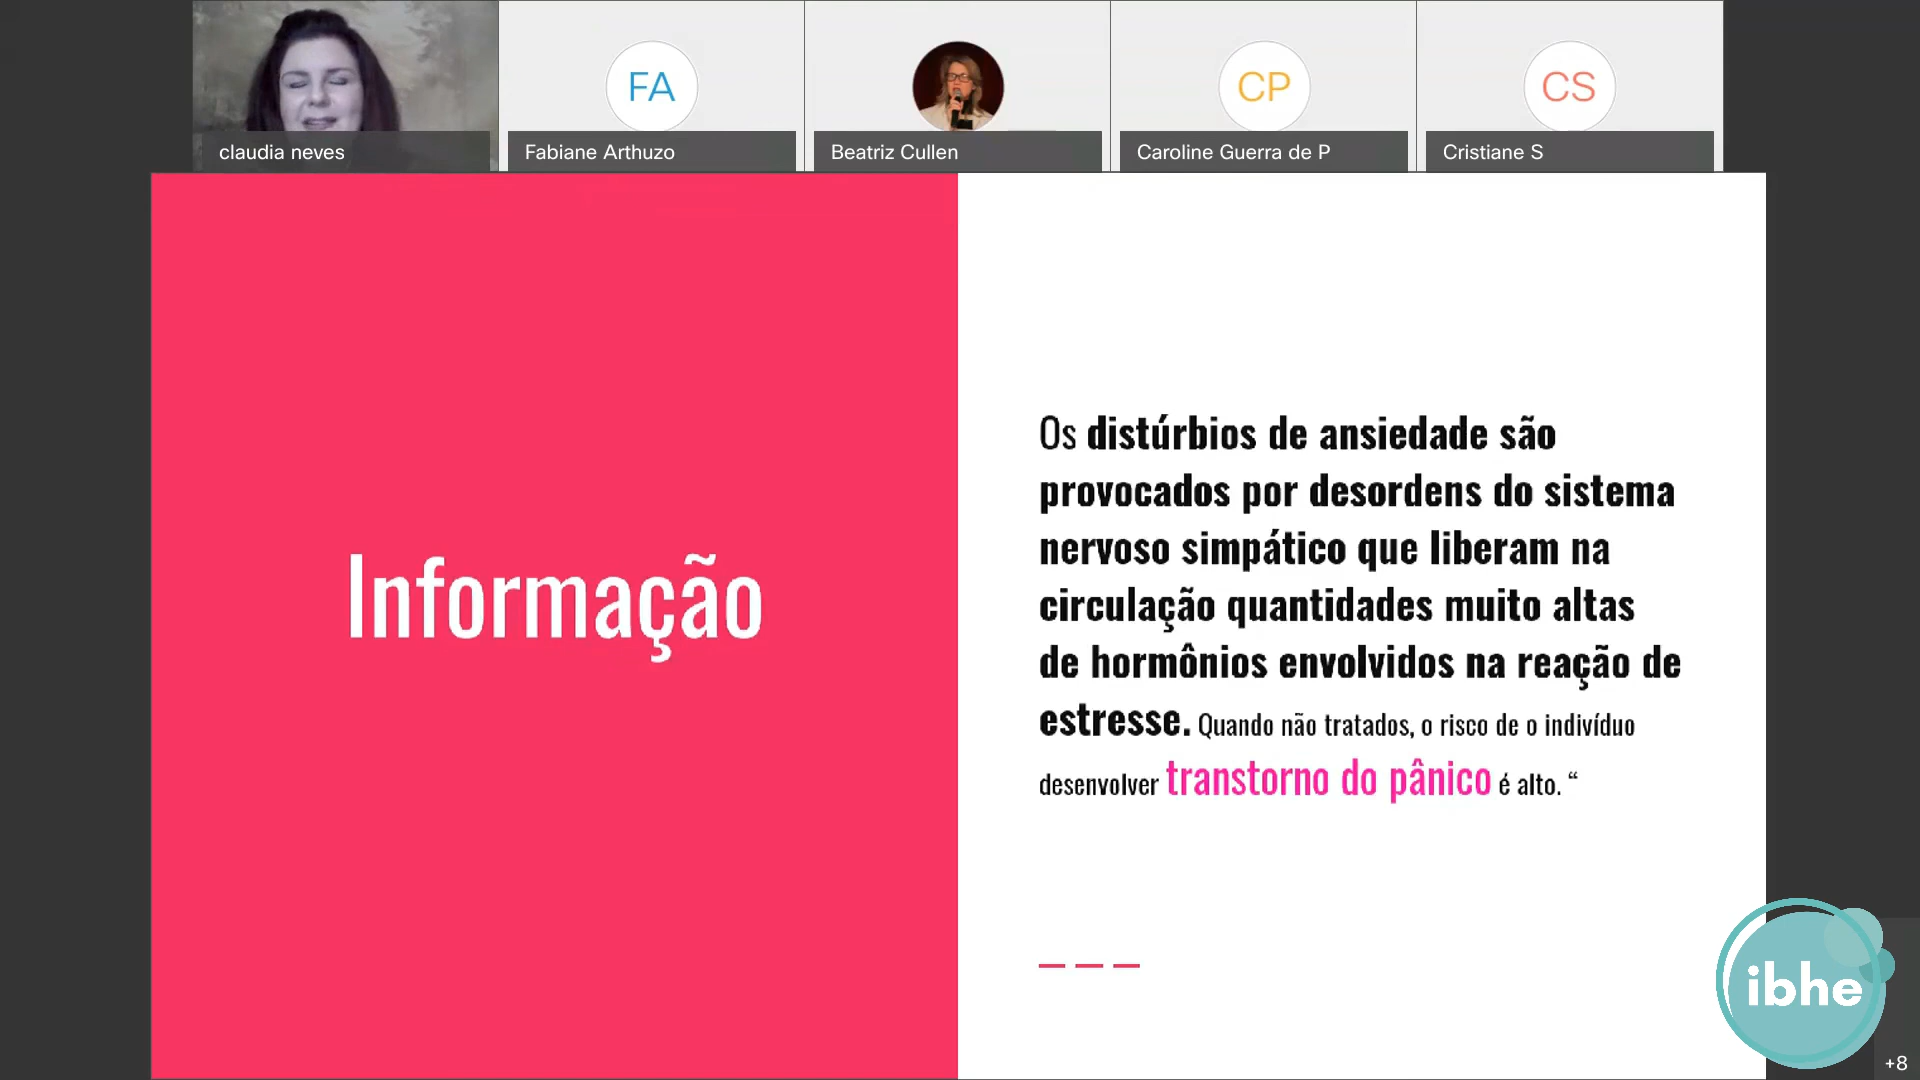 FA
CP
CS
claudia neves
Fabiane Arthuzo
Beatriz Cullen
Caroline Guerra de P
Cristiane S
Informação
Os distúrbios de ansiedade são
provocados por desordens do sistema
nervoso simpático que liberam na
circulação quantidades muito altas
de hormônios envolvidos na reação de
estresse. Quando não tratados, o risco de o indivíduo
desenvolver transtorno do pânico é alto. “
ibhe
+8